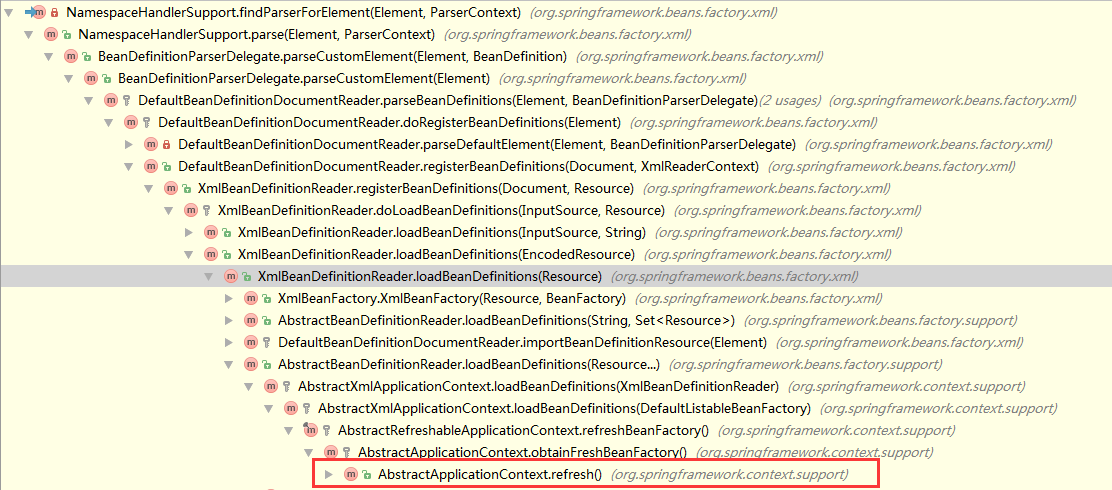 NamespaceHandlerSupport.findParserForElement(Element, ParserContext) (org.springframework.beans.factory.xml)
NamespaceHandlerSupport.parse(Element, ParserContext) (org.springframework.beans.factory.xml)
BeanDefinitionParserDelegate.parseCustomElement(Element, BeanDefinition) (org.springframework.beans.factory.xml)
BeanDefinitionParserDelegate.parseCustomElement(Element) (org.springframework.beans.factory.xml)
DefaultBeanDefinitionDocumentReader.parseBeanDefinitions(Element, BeanDefinitionParserDelegate)(2 usages) (org.springframework.beans.factory.xml)
DefaultBeanDefinitionDocumentReader.doRegisterBeanDefinitions(Element) (org.springframework.beans.factory.xml)
DefaultBeanDefinitionDocumentReader.parseDefaultElement(Element, BeanDefinitionParserDelegate) (org.springframework.beans.factory.xml)
DefaultBeanDefinitionDocumentReader.registerBeanDefinitions(Document, XmlReaderContext) (org.springframework.beans.factory.xml)
XmlBeanDefinitionReader.registerBeanDefinitions(Document, Resource) (org.springframework.beans.factory.xml)
XmlBeanDefinitionReader.doLoadBeanDefinitions(InputSource, Resource) (org.springframework.beans.factory.xml)
XmlBeanDefinitionReader.loadBeanDefinitions(InputSource, String) (org.springframework.beans.factory.xml)
XmlBeanDefinitionReader.loadBeanDefinitions(EncodedResource) (org.springframework.beans.factory.xml)
XmlBeanDefinitionReader.loadBeanDefinitions(Resource) (org.springframework.beans.factory.xml)
XmlBeanFactory.XmlBeanFactory(Resource, BeanFactory) (org.springframework.beans.factory.xml)
AbstractBeanDefinitionReader.loadBeanDefinitions(String, Set<Resource>) (org.springframework.beans.factory.support)
DefaultBeanDefinitionDocumentReader.importBeanDefinitionResource(Element) (org.springframework.beans.factory.xml)
AbstractBeanDefinitionReader.loadBeanDefinitions(Resource...) (org.springframework.beans.factory.support)
AbstractXmlApplicationContext.loadBeanDefinitions(XmlBeanDefinitionReader) (org.springframework.context.support)
AbstractXmlApplicationContext.loadBeanDefinitions(DefaultListableBeanFactory) (org.springframework.context.support)
AbstractRefreshableApplicationContext.refreshBeanFactory() (org.springframework.context.support)
AbstractApplicationContext.obtainFreshBeanFactory() (org.springframework.context.support)
AbstractApplicationContext.refresh() (org.springframework.context.support)